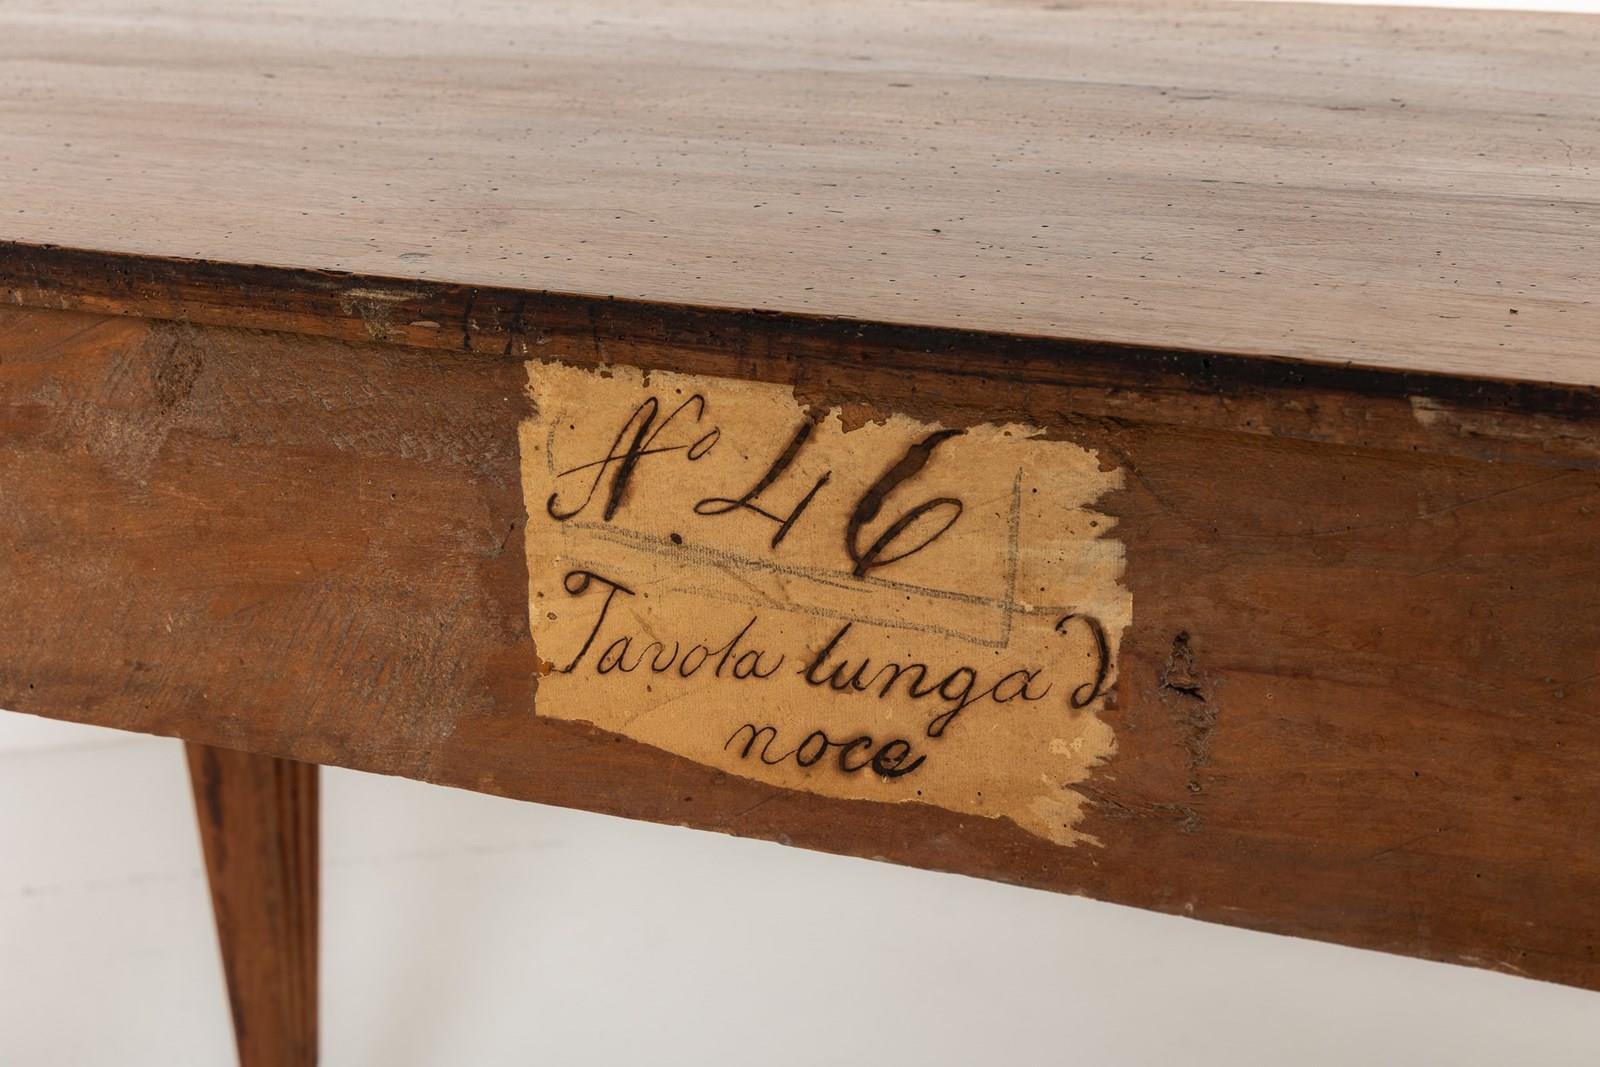 No. 46
Tavola lunga d
noce